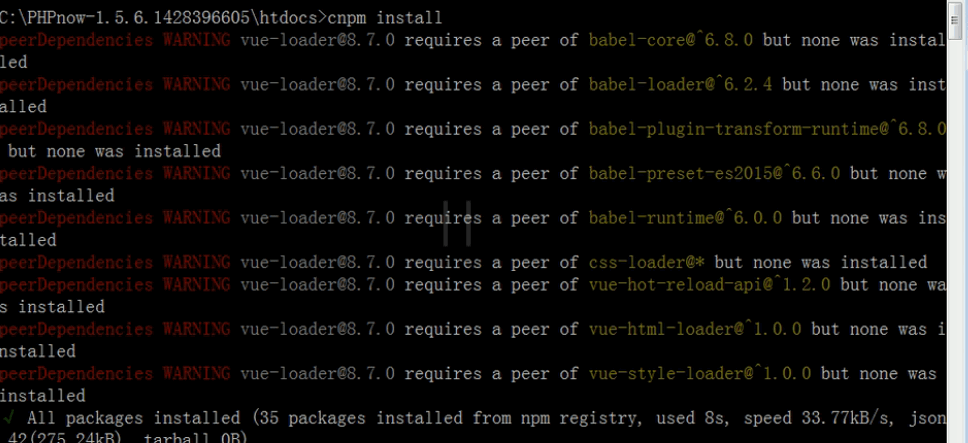 C:\PHPnow-1.5.6.1428396605\htdocs>cnpm install
peerDependencies WARNING vue-loader@8.7.0 requires a peer of babel-core@^6.8.0 but none was instal
led
peerDependencies WARNING vue-loader@8.7.0 requires a peer of babel-loader@^6.2.4 but none was inst
alled
peerDependencies WARNING vue-loader@8.7.0 requires a peer of babel-plugin-transform-runtime@^6.8.0
but none was installed
peerDependencies WARNING vue-loader@8.7.0 requires a peer of babel-preset-es2015@^6.6.0 but none w
as installed
peerDependencies WARNING vue-loader@8.7.0 requires a peer of babel-runtime@^6.0.0 but none was ins
talled
peerDependencies WARNING vue-loader@8.7.0 requires a peer of css-loader@* but none was installed
peerDependencies WARNING vue-loader@8.7.0 requires a peer of vue-hot-reload-api@^1.2.0 but none wa
s installed
peerDependencies WARNING vue-loader@8.7.0 requires a peer of vue-html-loader@^1.0.0 but none was i
nstalled
peerDependencies WARNING vue-loader@8.7.0 requires a peer of vue-style-loader@^1.0.0 but none was
installed
√ All packages installed (35 packages installed from npm registry, used 8s, speed 33.77kB/s, json
42(275.24kB), tarball 0B)